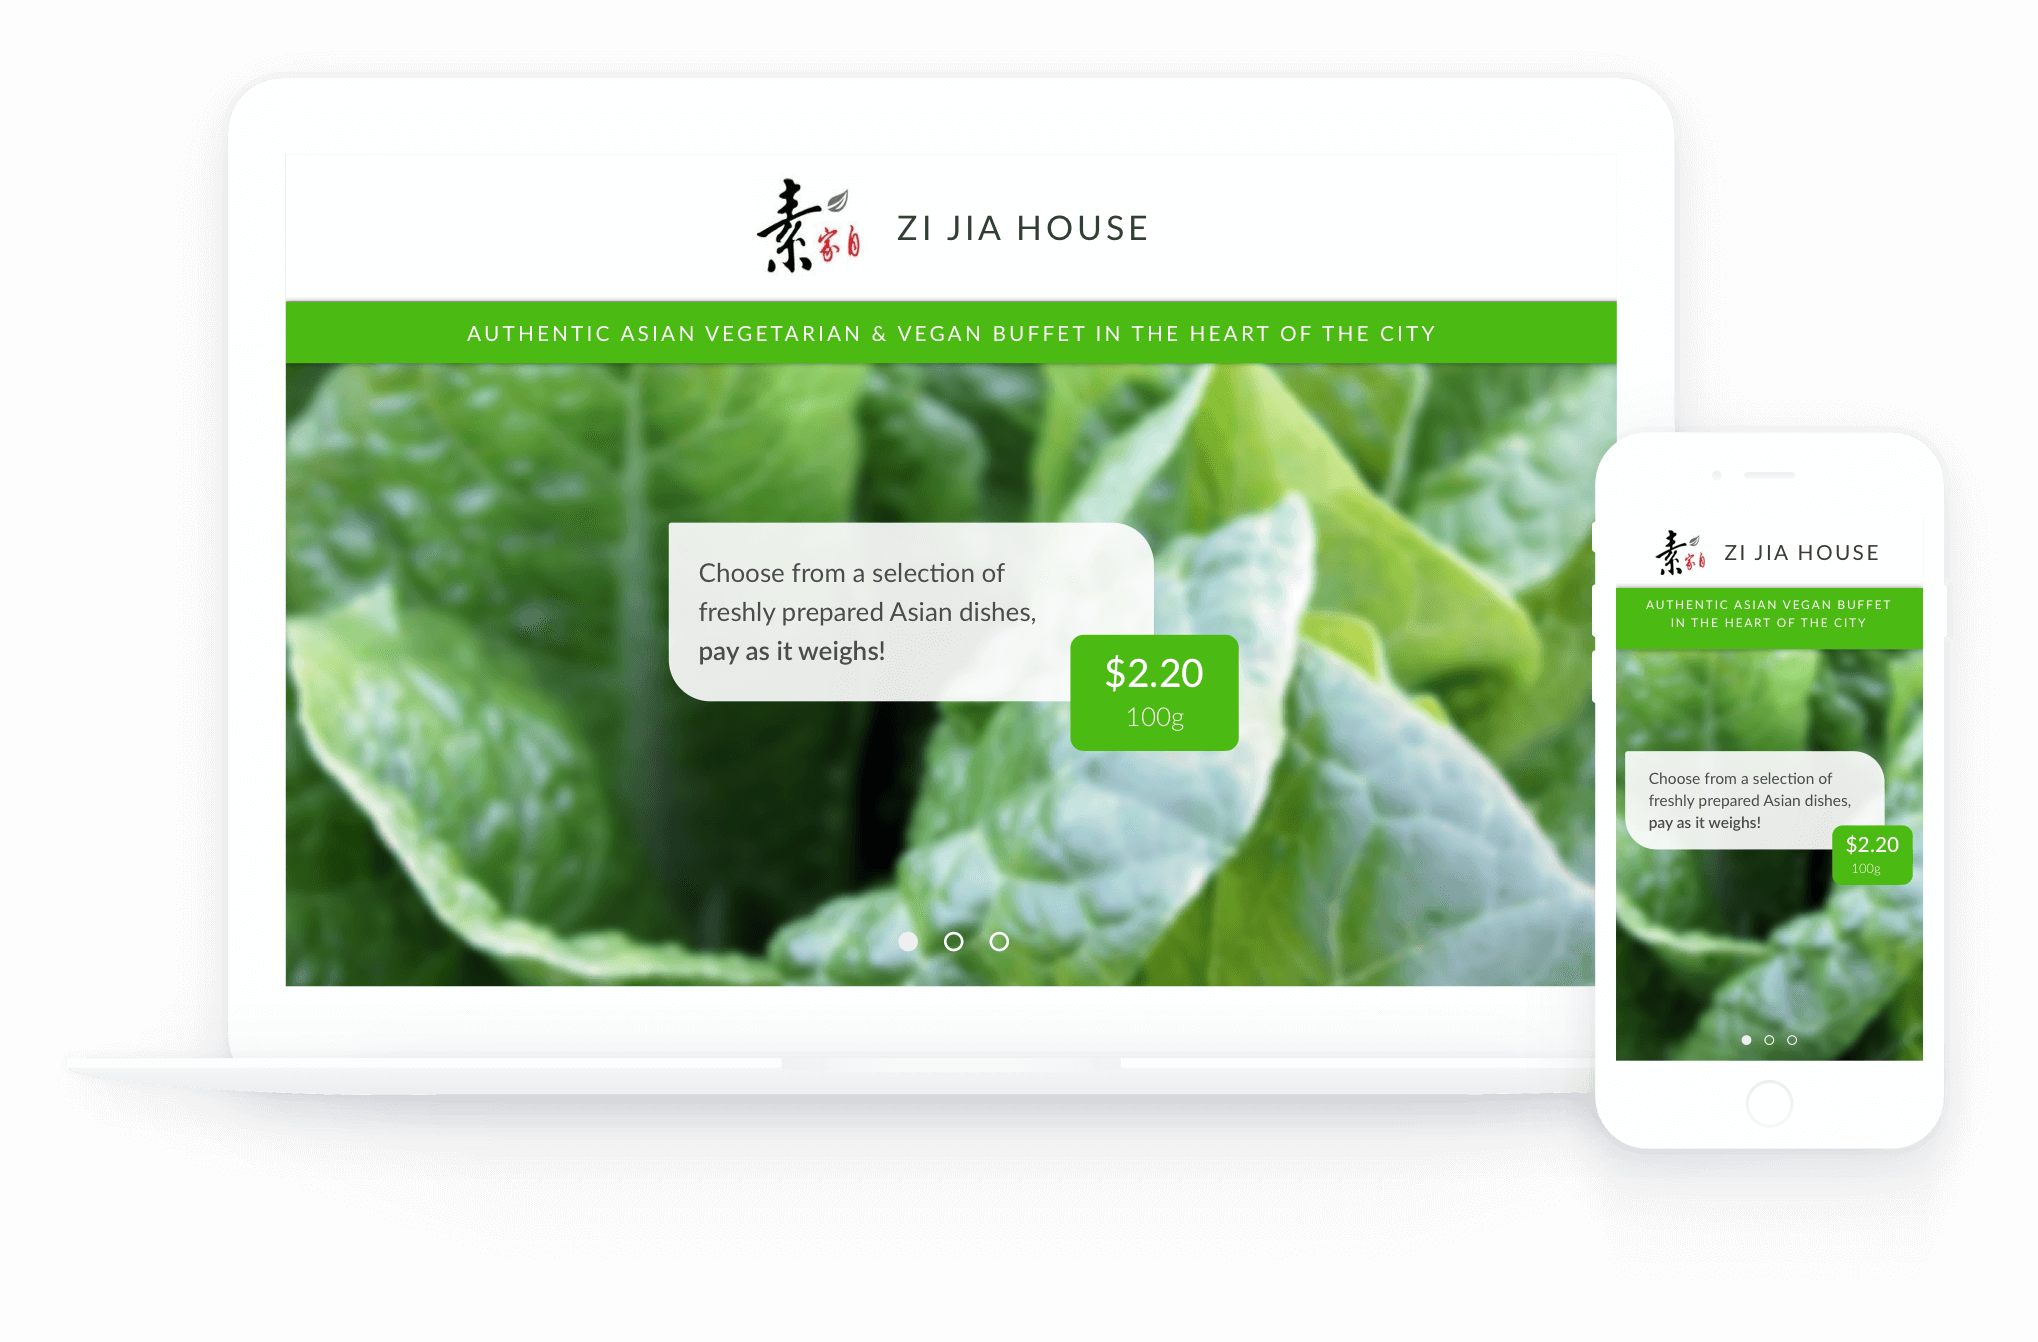 素家自
ZI JIA HOUSE
AUTHENTIC ASIAN VEGETARIAN & VEGAN BUFFET IN THE HEART OF THE CITY
Choose from a selection of
freshly prepared Asian dishes,
pay as it weighs!
$2.20
100g
素家自
ZI JIA HOUSE
AUTHENTIC ASIAN VEGAN BUFFET
IN THE HEART OF THE CITY
Choose from a selection of
freshly prepared Asian dishes,
pay as it weighs!
$2.20
100g